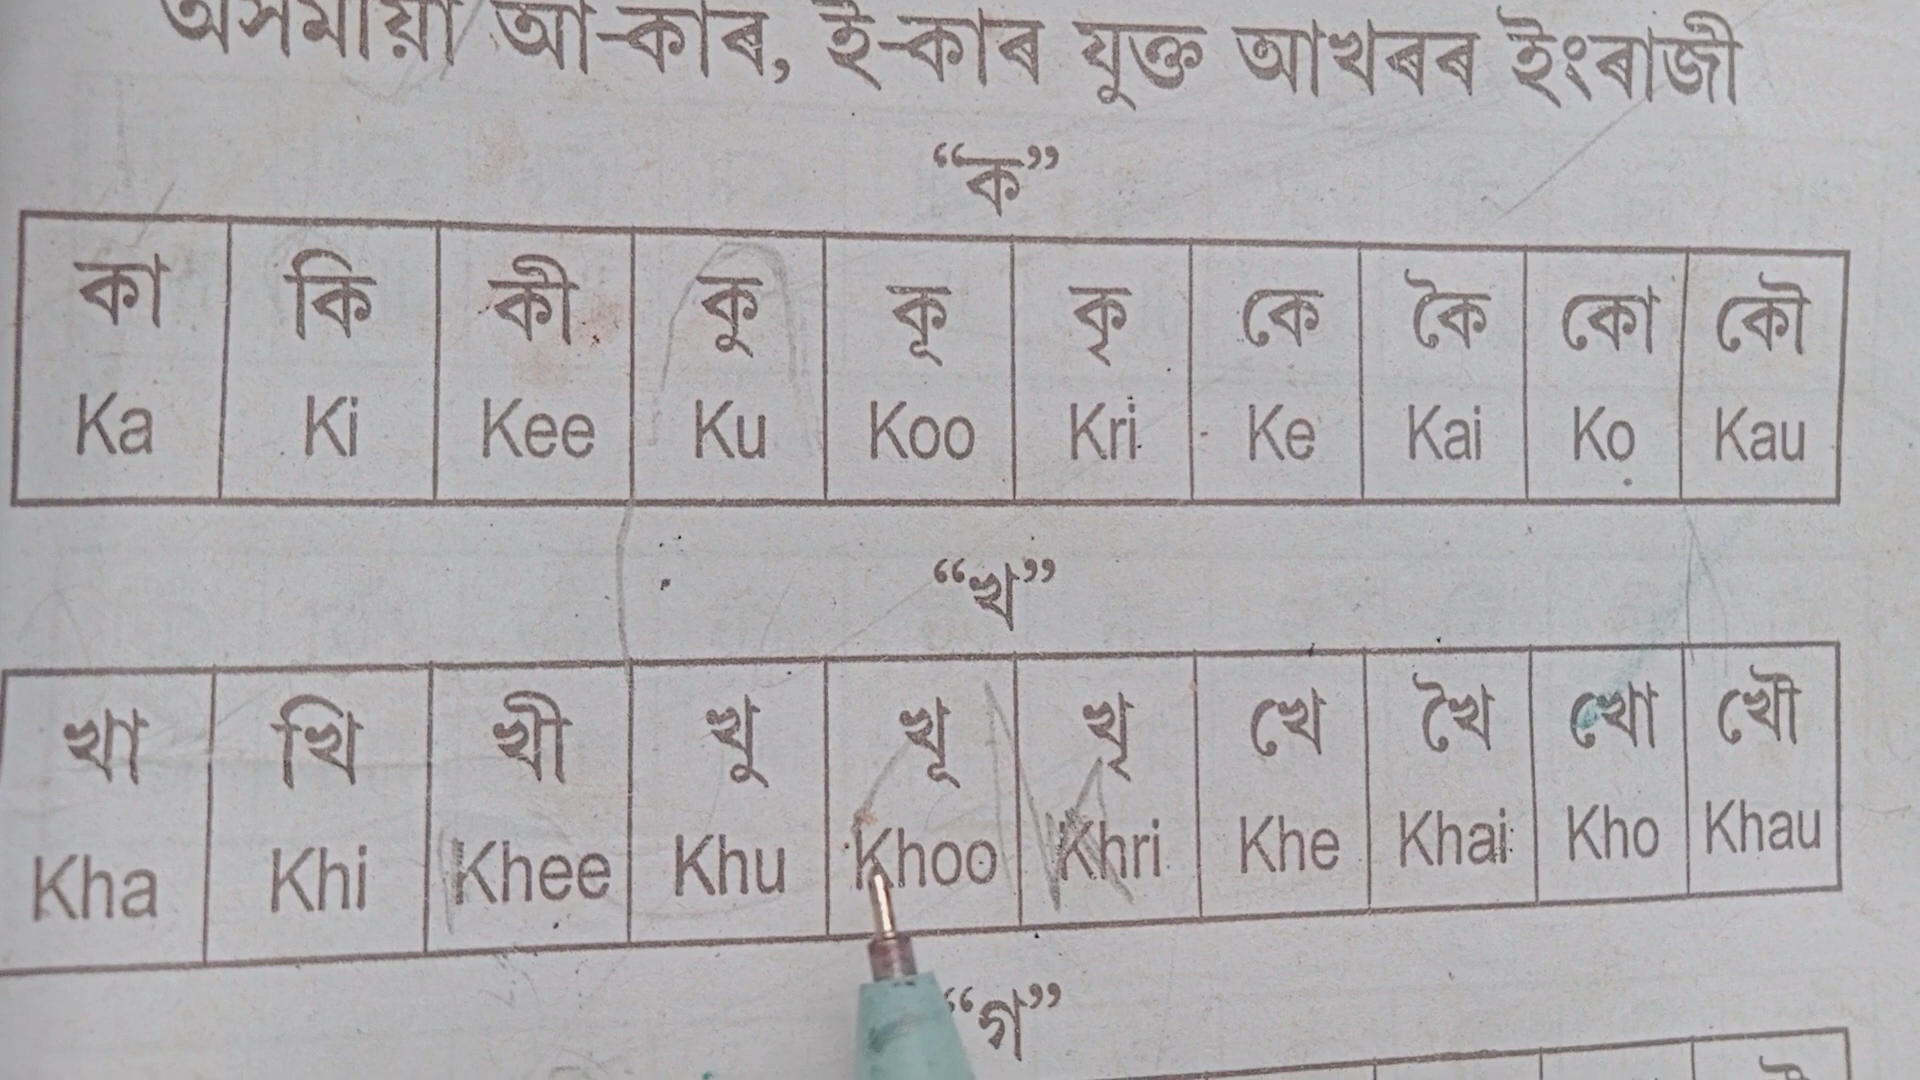 অসমীয়া আ-কাৰ, ই-কাৰ যুক্ত আখৰৰ ইংৰাজী
“ক”
কা কি কী কু কূ কৃ কে কৈ কো কৌ
Ka Ki Kee Ku Koo Kri Ke Kai Ko Kau
“খ”
খা খি খী খু খূ খৃ খে খৈ খো খৌ
Kha Khi Khee Khu Khoo Khri Khe Khai Kho Khau
“গ”